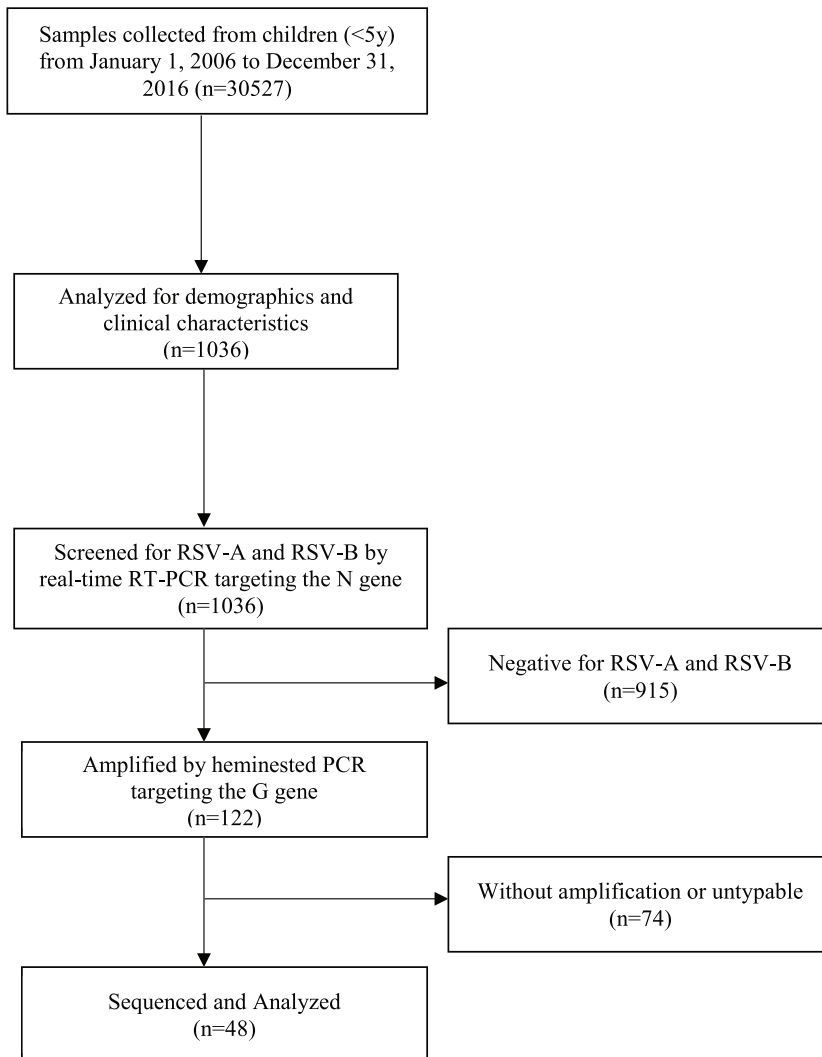 Samples collected from children (<5y)
from January 1, 2006 to December 31,
2016 (n=30527)
Analyzed for demographics and
clinical characteristics
(n=1036)
Screened for RSV-A and RSV-B by
real-time RT-PCR targeting the N gene
(n=1036)
Negative for RSV-A and RSV-B
(n=915)
Amplified by heminested PCR
targeting the G gene
(n=122)
Without amplification or untypable
(n=74)
Sequenced and Analyzed
(n=48)